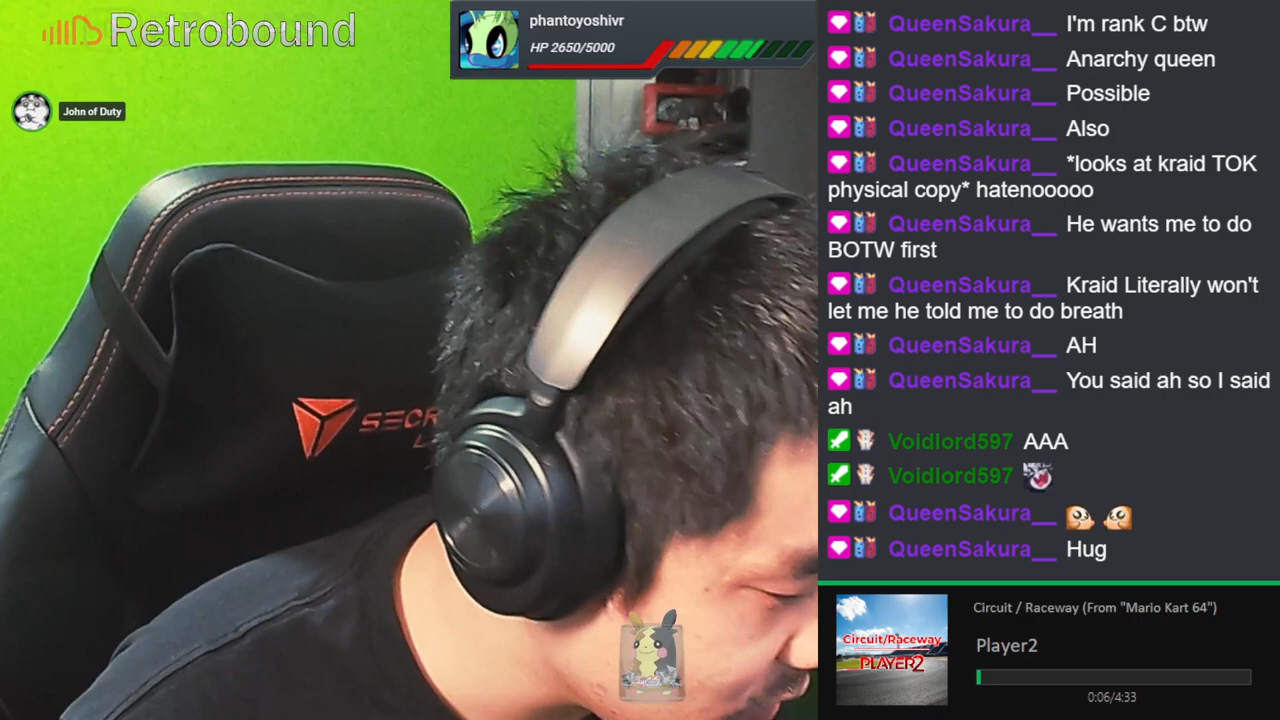 Retrobound
phantoyoshivr
HP 2650/5000
John of Duty
QueenSakura__ I'm rank C btw
QueenSakura__ Anarchy queen
QueenSakura__ Possible
QueenSakura__ Also
QueenSakura__ *looks at kraid TOK
physical copy* hatenooooo
QueenSakura__ He wants me to do
BOTW first
QueenSakura__ Kraid Literally won't
let me he told me to do breath
QueenSakura__ AH
QueenSakura__ You said ah so I said
ah
Voidlord597 AAA
Voidlord597
QueenSakura__
QueenSakura__ Hug
Circuit/Raceway
PLAYER2
Circuit / Raceway (From "Mario Kart 64")
Player2
0:06/4:33